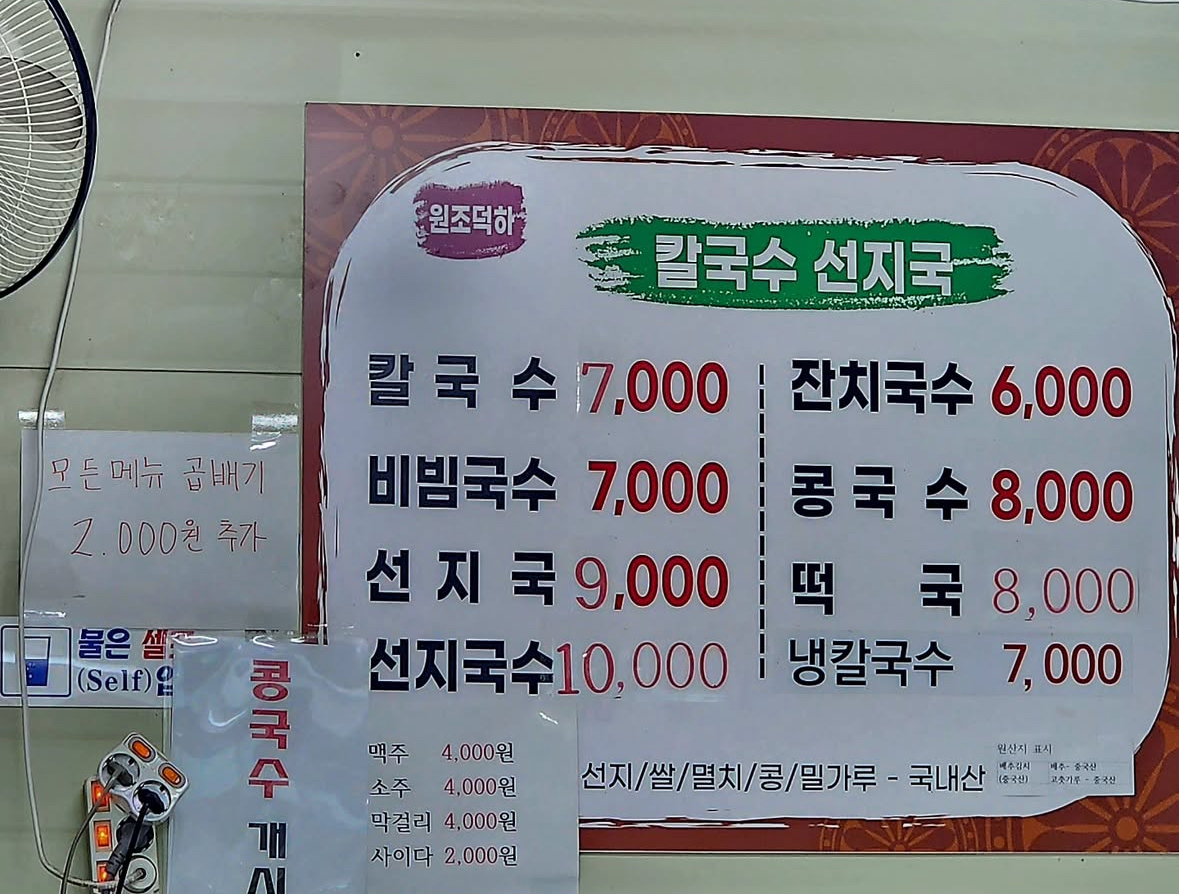 원조덕하
칼국수 선지국
칼국수 7,000
비빔국수 7,000
선지국 9,000
선지국수 10,000
잔치국수 6,000
콩국수 8,000
떡국 8,000
냉칼국수 7,000
선지/쌀/멸치/콩/밀가루 - 국내산
원산지 표시
배추김치 배추- 중국산
(중국산) 고춧가루 - 중국산
모든메뉴 곱배기
2.000원 추가
물은 셀
(Self)입
콩국수 개시
맥주 4,000원
소주 4,000원
막걸리 4,000원
사이다 2,000원